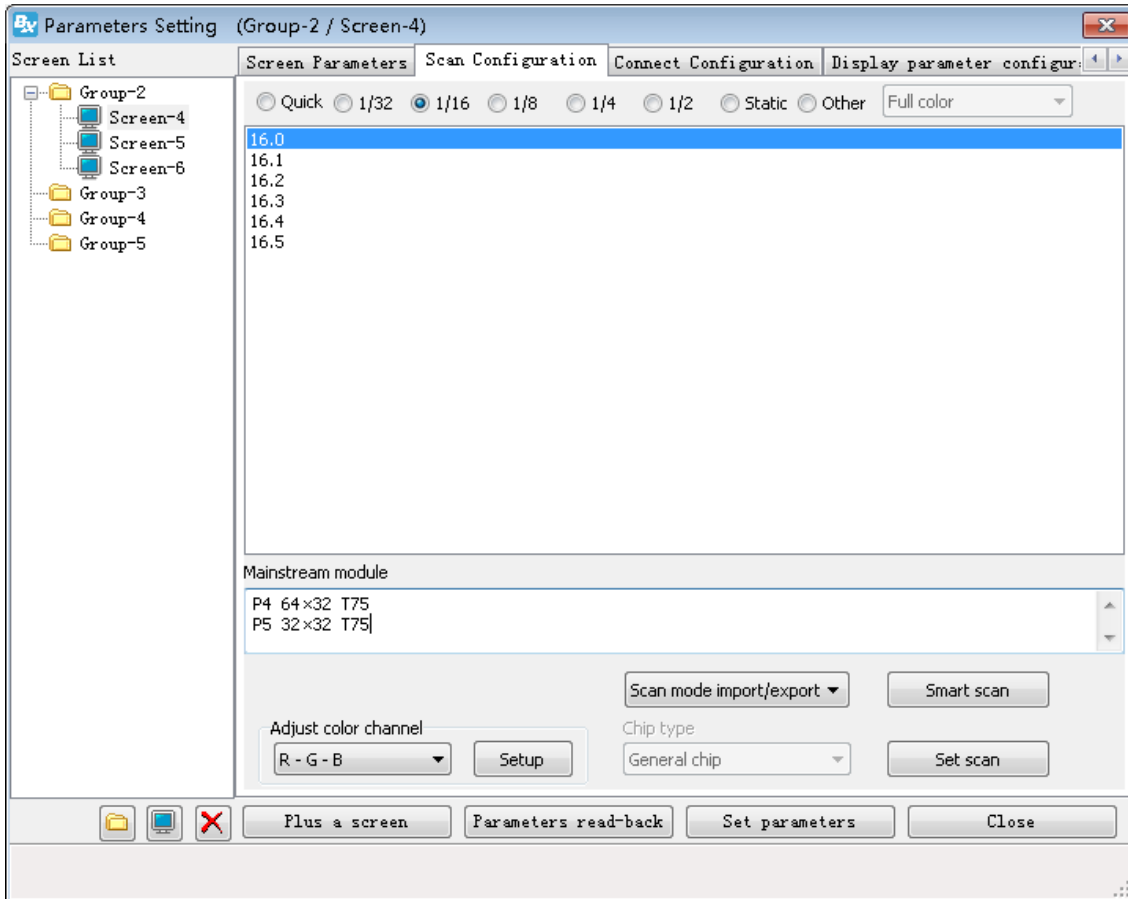 BX Parameters Setting (Group-2 / Screen-4)
Screen List
Screen Parameters Scan Configuration Connect Configuration Display parameter configur
Group-2
Screen-4
Screen-5
Screen-6
Group-3
Group-4
Group-5
Quick 1/32 1/16 1/8 1/4 1/2 Static Other Full color
16.0
16.1
16.2
16.3
16.4
16.5
Mainstream module
P4 64×32 T75
P5 32×32 T75
Scan mode import/export Smart scan
Adjust color channel Chip type
R - G - B Setup General chip Set scan
Plus a screen Parameters read-back Set parameters Close